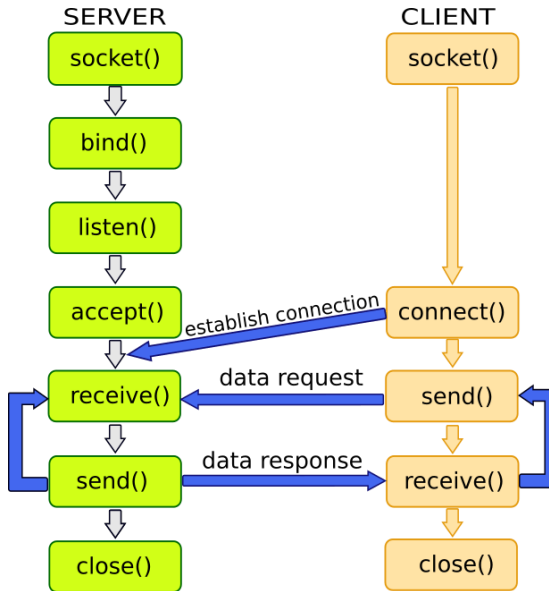 SERVER
CLIENT
socket()
socket()
bind()
listen()
accept()
establish connection
connect()
receive()
data request
send()
send()
data response
receive()
close()
close()